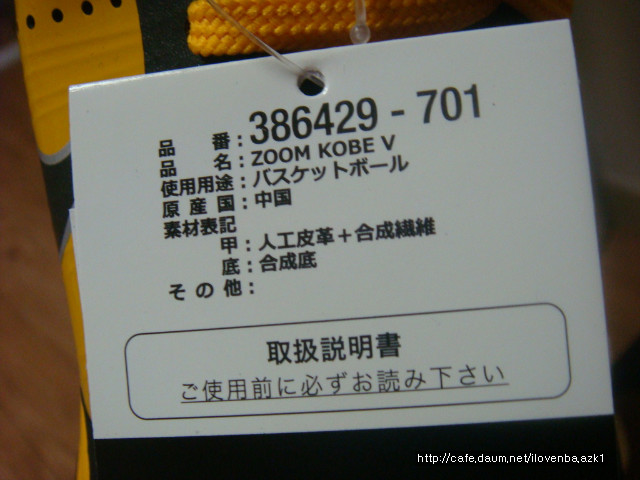 品 番：386429 - 701
品 名：ZOOM KOBE V
使用用途：バスケットボール
原 産 国：中国
素材表記
甲：人工皮革＋合成繊維
底：合成底
そ の 他：
取扱説明書
ご使用前に必ずお読み下さい
http://cafe.daum.net/ilovenba,azk1